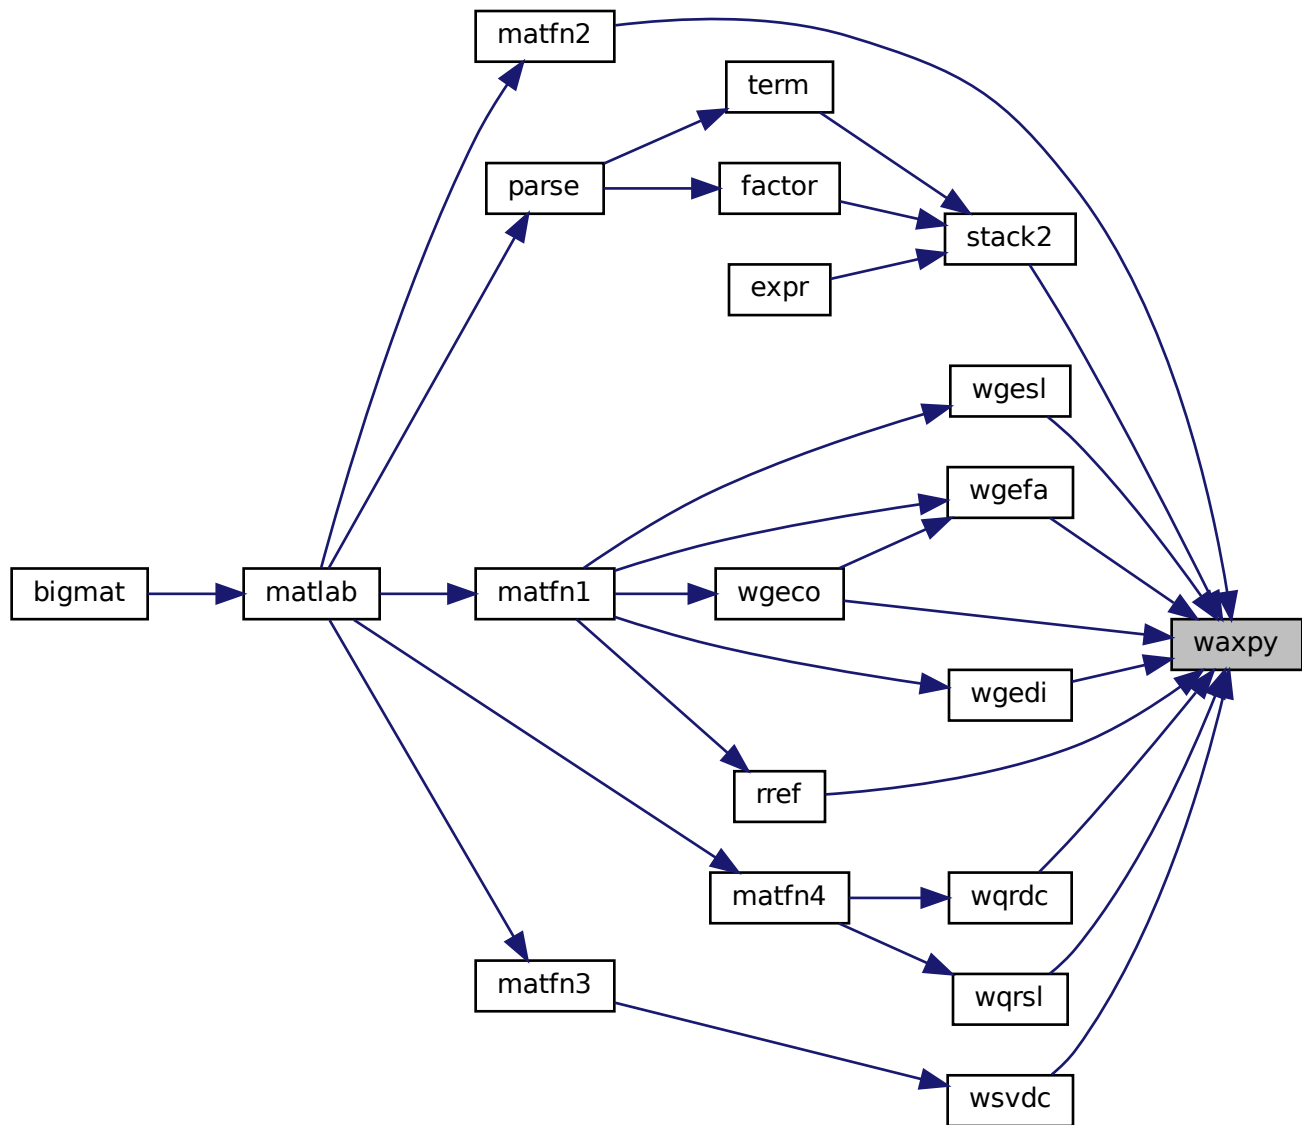 matfn2
term
parse
factor
stack2
expr
wgesl
wgefa
bigmat
matlab
matfn1
wgeco
waxpy
wgedi
rref
matfn4
wqrdc
matfn3
wqrsl
wsvdc